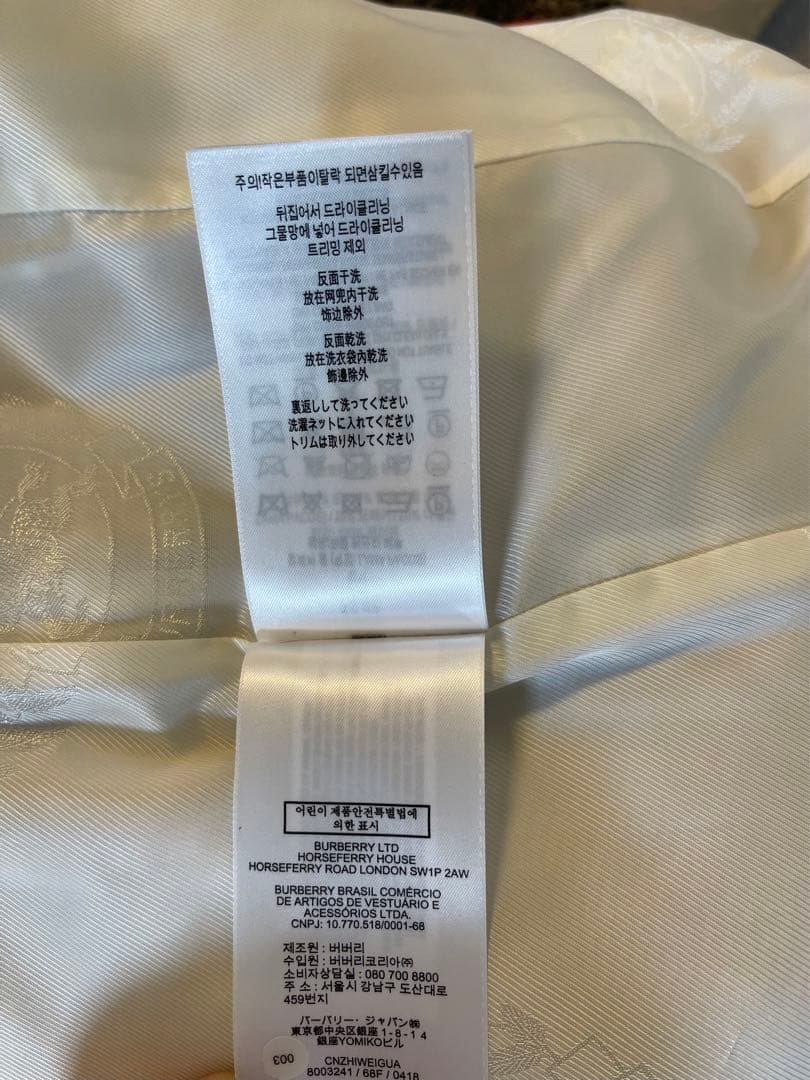 주의!작은부품이탈락 되면삼킬수있음
뒤집어서 드라이클리닝
그물망에 넣어 드라이클리닝
트리밍 제외
反面干洗
放在网兜内干洗
饰边除外
反面乾洗
放在洗衣袋內乾洗
飾邊除外
裏返しして洗ってください
洗濯ネットに入れてください
トリムは取り外してください
어린이 제품안전특별법에
의한 표시
BURBERRY LTD
HORSEFERRY HOUSE
HORSEFERRY ROAD LONDON SW1P 2AW
BURBERRY BRASIL COMÉRCIO
DE ARTIGOS DE VESTUÁRIO E
ACESSÓRIOS LTDA.
CNPJ: 10.770.518/0001-68
제조원 : 버버리
수입원 : 버버리코리아㈜
소비자상담실 : 080 700 8800
주 소 : 서울시 강남구 도산대로
459번지
バーバリー・ジャパン㈱
東京都中央区銀座 1 - 8 - 1 4
銀座YOMIKOビル
003
CNZHIWEIGUA
8003241 / 68F / 0418